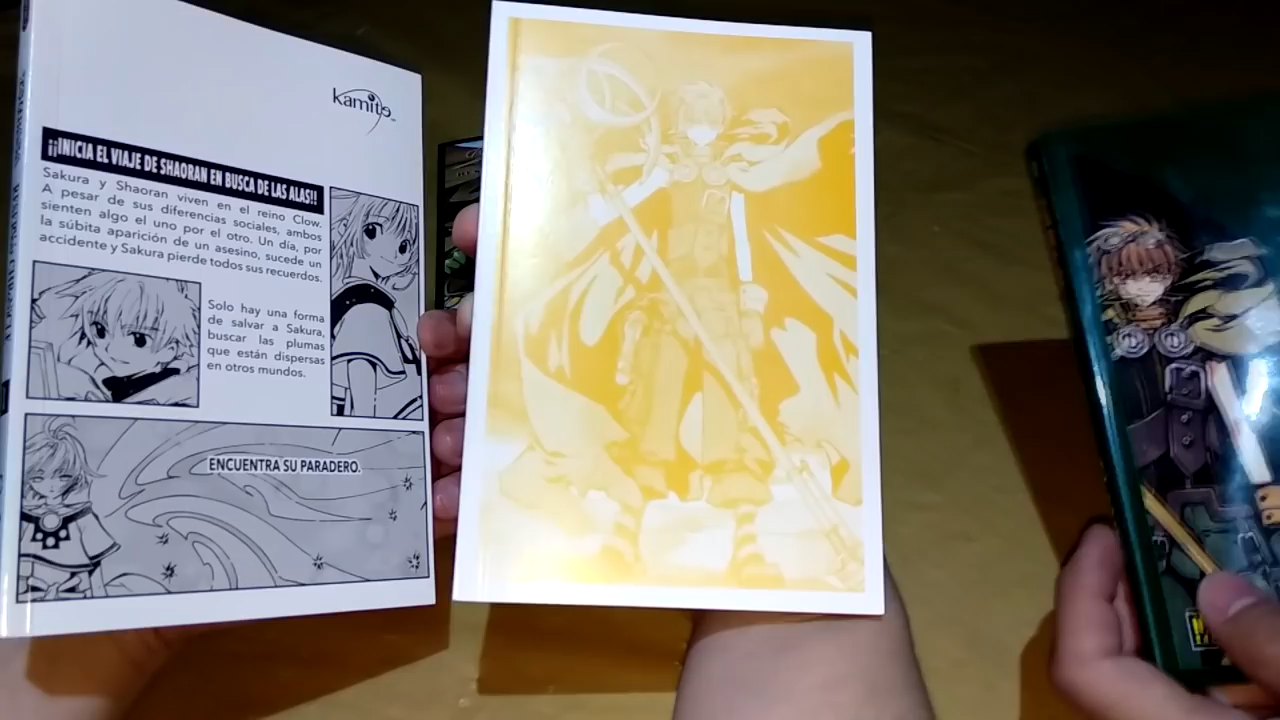 kamite
¡¡INICIA EL VIAJE DE SHAORAN EN BUSCA DE LAS ALAS!!
Sakura y Shaoran viven en el reino Clow.
A pesar de sus diferencias sociales, ambos
sienten algo el uno por el otro. Un día, por
la súbita aparición de un asesino, sucede un
accidente y Sakura pierde todos sus recuerdos.
Solo hay una forma
de salvar a Sakura,
buscar las plumas
que están dispersas
en otros mundos.
ENCUENTRA SU PARADERO.